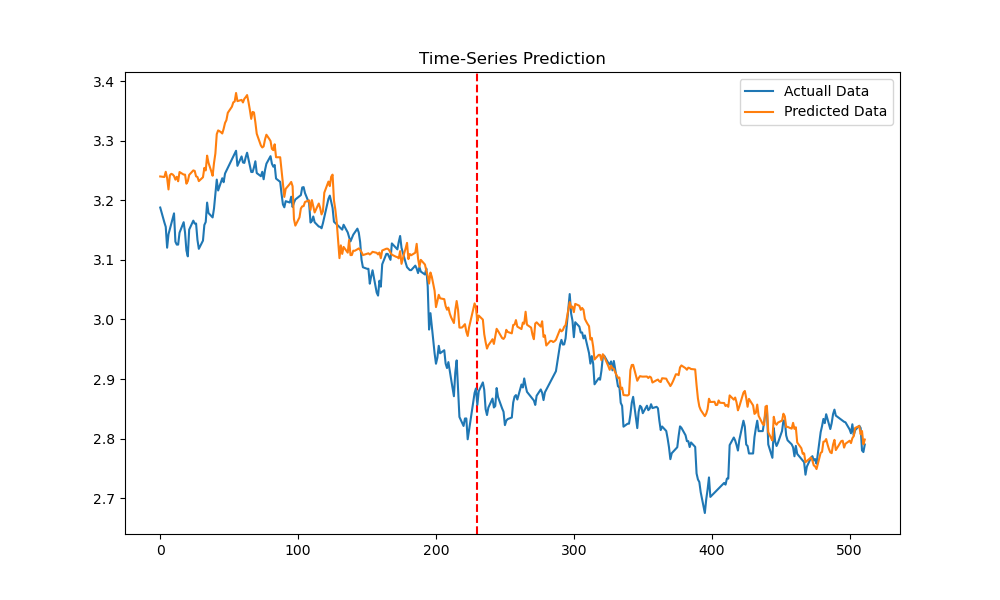 Time-Series Prediction
Actuall Data
Predicted Data
3.4
3.3
3.2
3.1
3.0
2.9
2.8
2.7
0 100 200 300 400 500